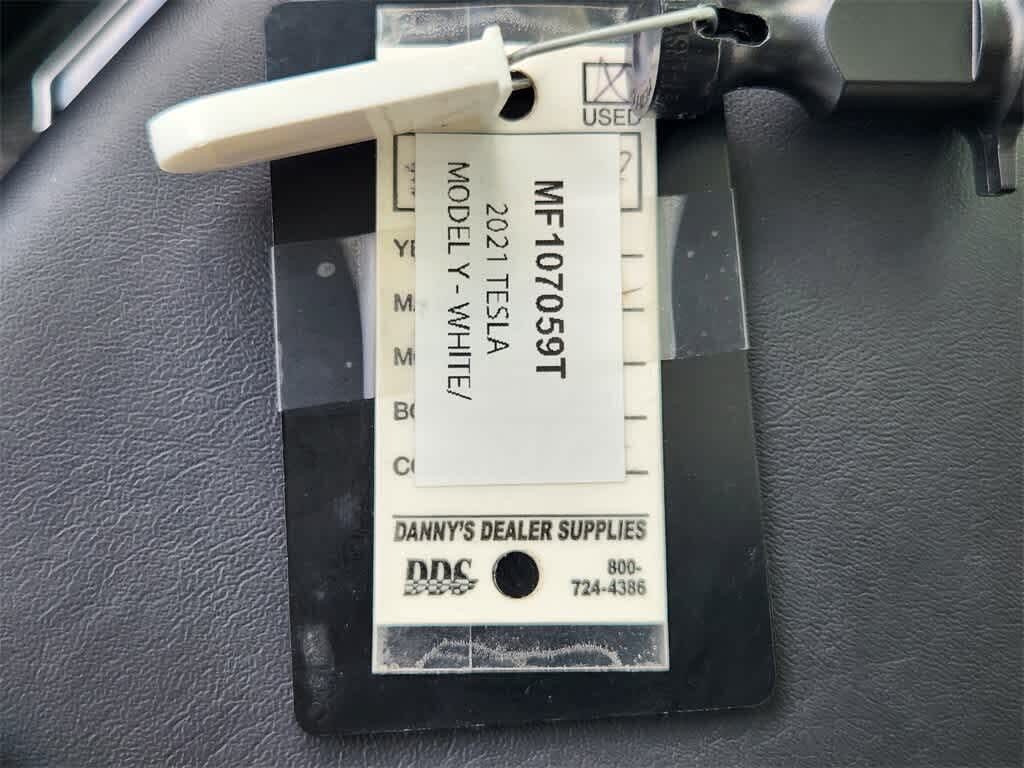 USED
MF107059T
2021 TESLA
MODEL Y - WHITE/
DANNY'S DEALER SUPPLIES
DDS
800-
724-4386